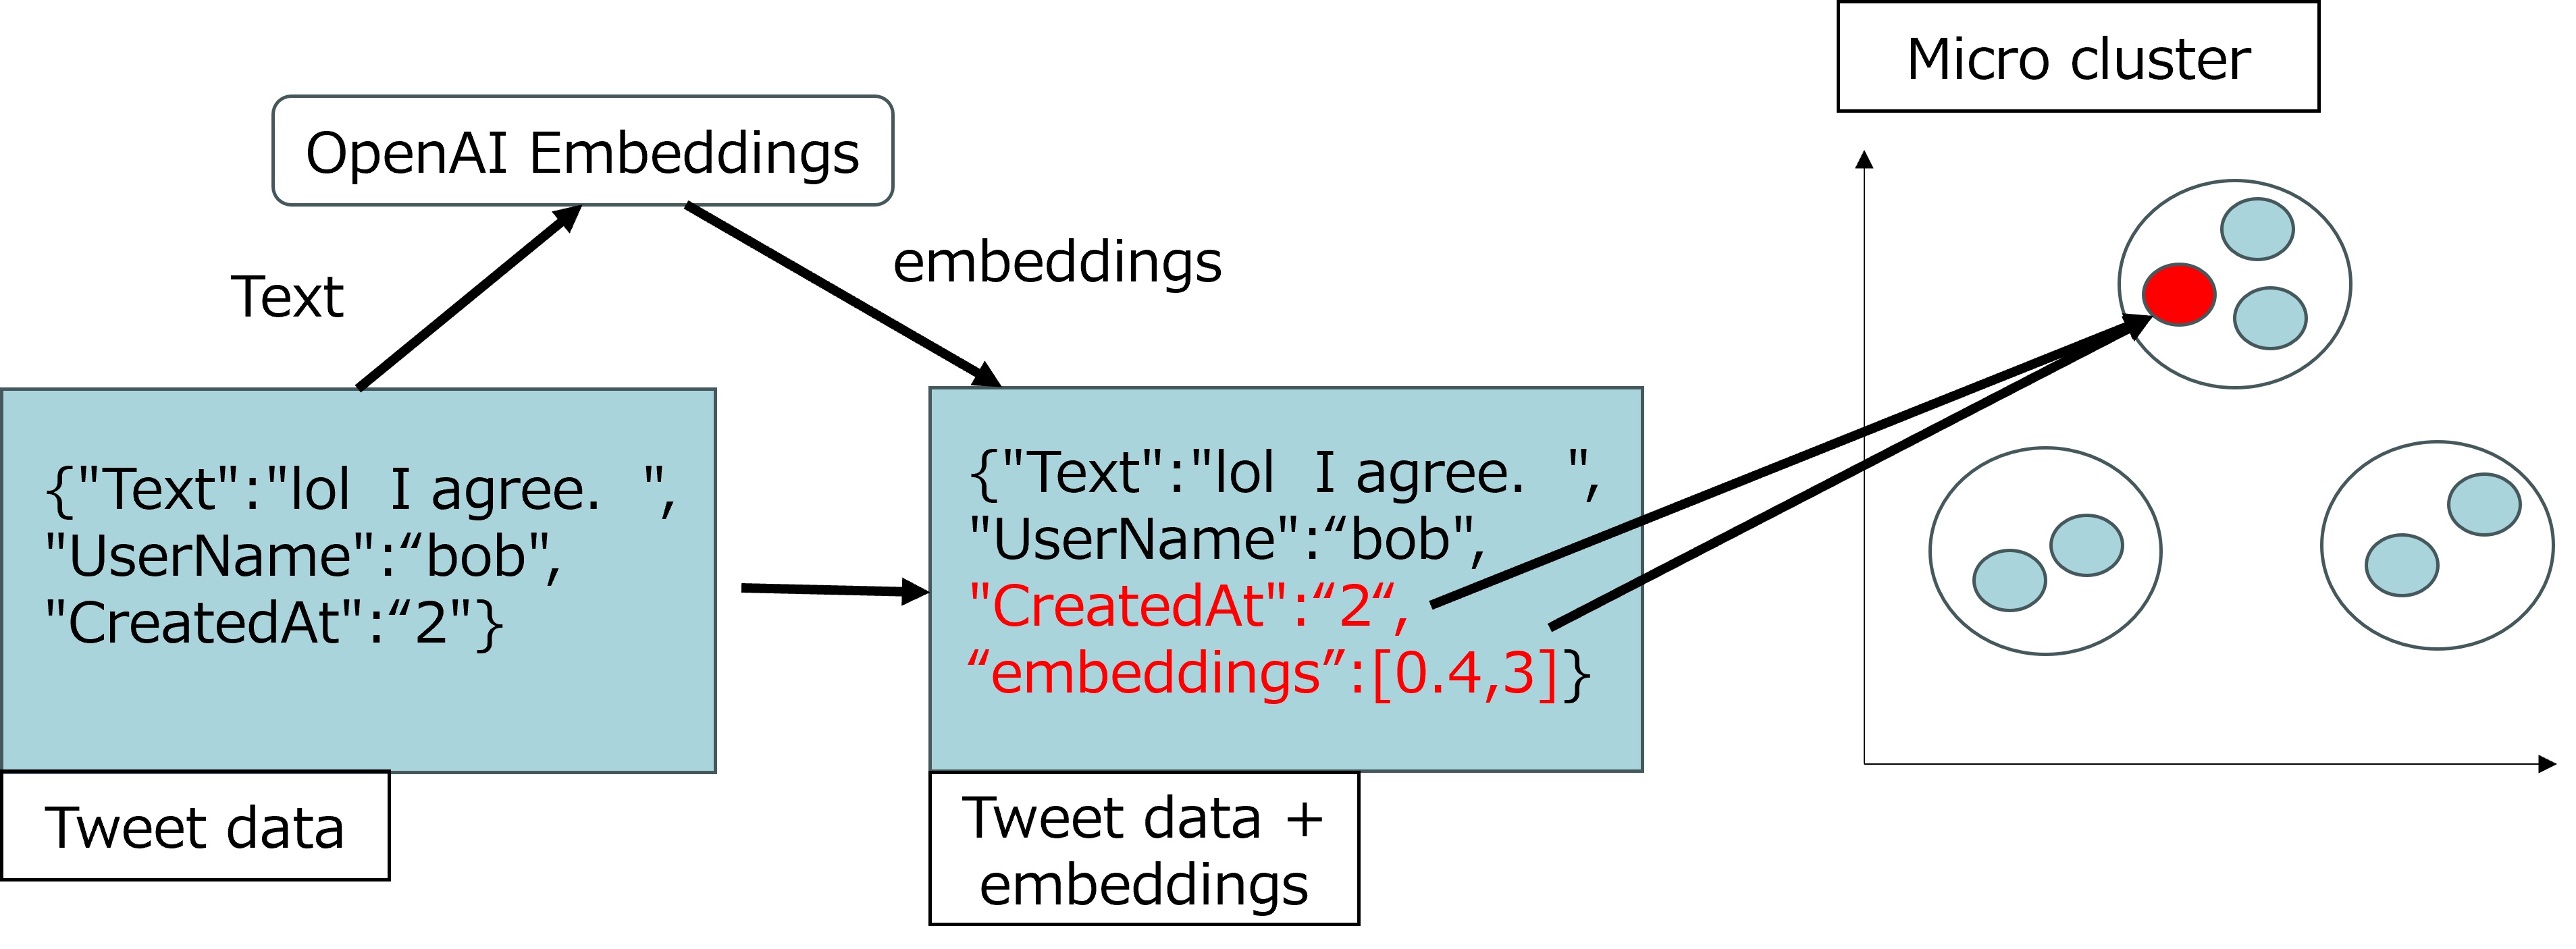 Micro cluster
OpenAI Embeddings
Text
embeddings
{"Text":"lol  I agree.  ",
"UserName":“bob",
"CreatedAt":“2"}
Tweet data
{"Text":"lol  I agree.  ",
"UserName":“bob",
"CreatedAt":“2“,
“embeddings”:[0.4,3]}
Tweet data +
embeddings